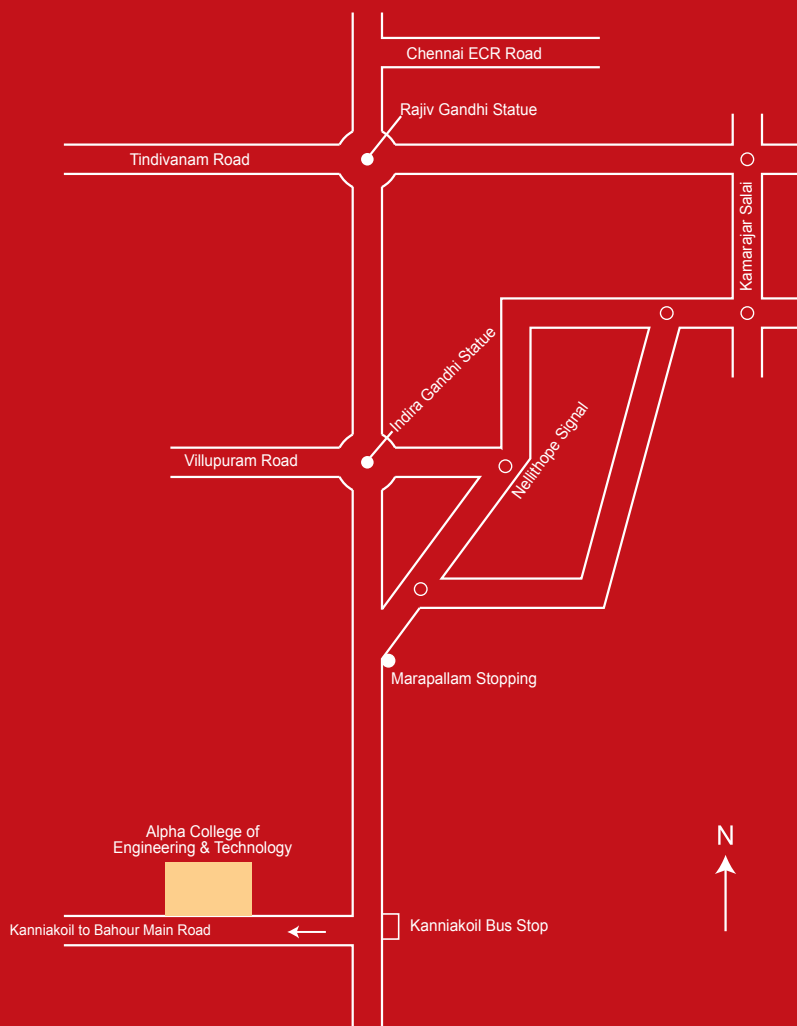 Chennai ECR Road
Rajiv Gandhi Statue
Tindivanam Road
Kamarajar Salai
Indira Gandhi Statue
Nellithope Signal
Villupuram Road
Marapallam Stopping
Alpha College of
Engineering & Technology
N
Kanniakoil to Bahour Main Road
Kanniakoil Bus Stop